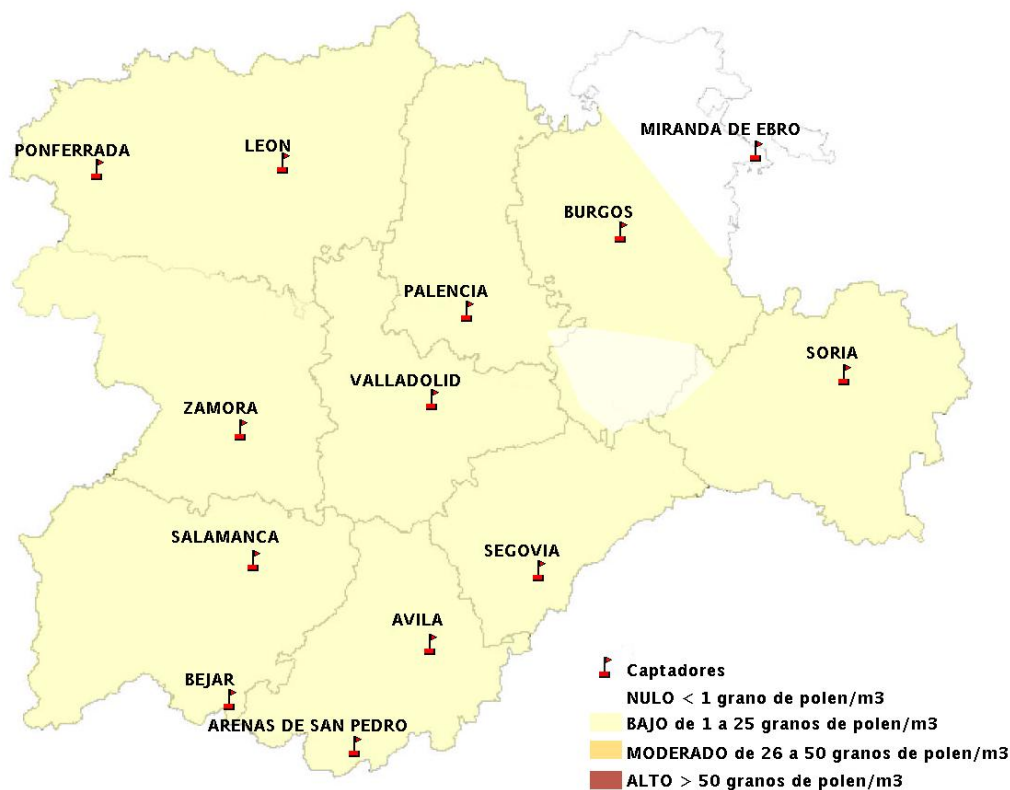 MIRANDA DE EBRO
PONFERRADA
LEON
BURGOS
PALENCIA
SORIA
VALLADOLID
ZAMORA
SALAMANCA
SEGOVIA
AVILA
BEJAR
ARENAS DE SAN PEDRO
Captadores
NULO < 1 grano de polen/m3
BAJO de 1 a 25 granos de polen/m3
MODERADO de 26 a 50 granos de polen/m3
ALTO > 50 granos de polen/m3